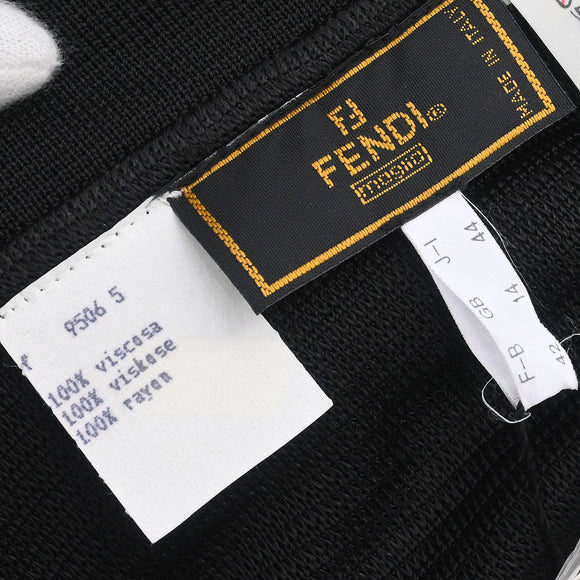 FF
FENDI®
maglia
MADE IN ITALY
9506 5
100% viscosa
100% viskose
100% rayon
J-I 44
GB 14
F-B 42